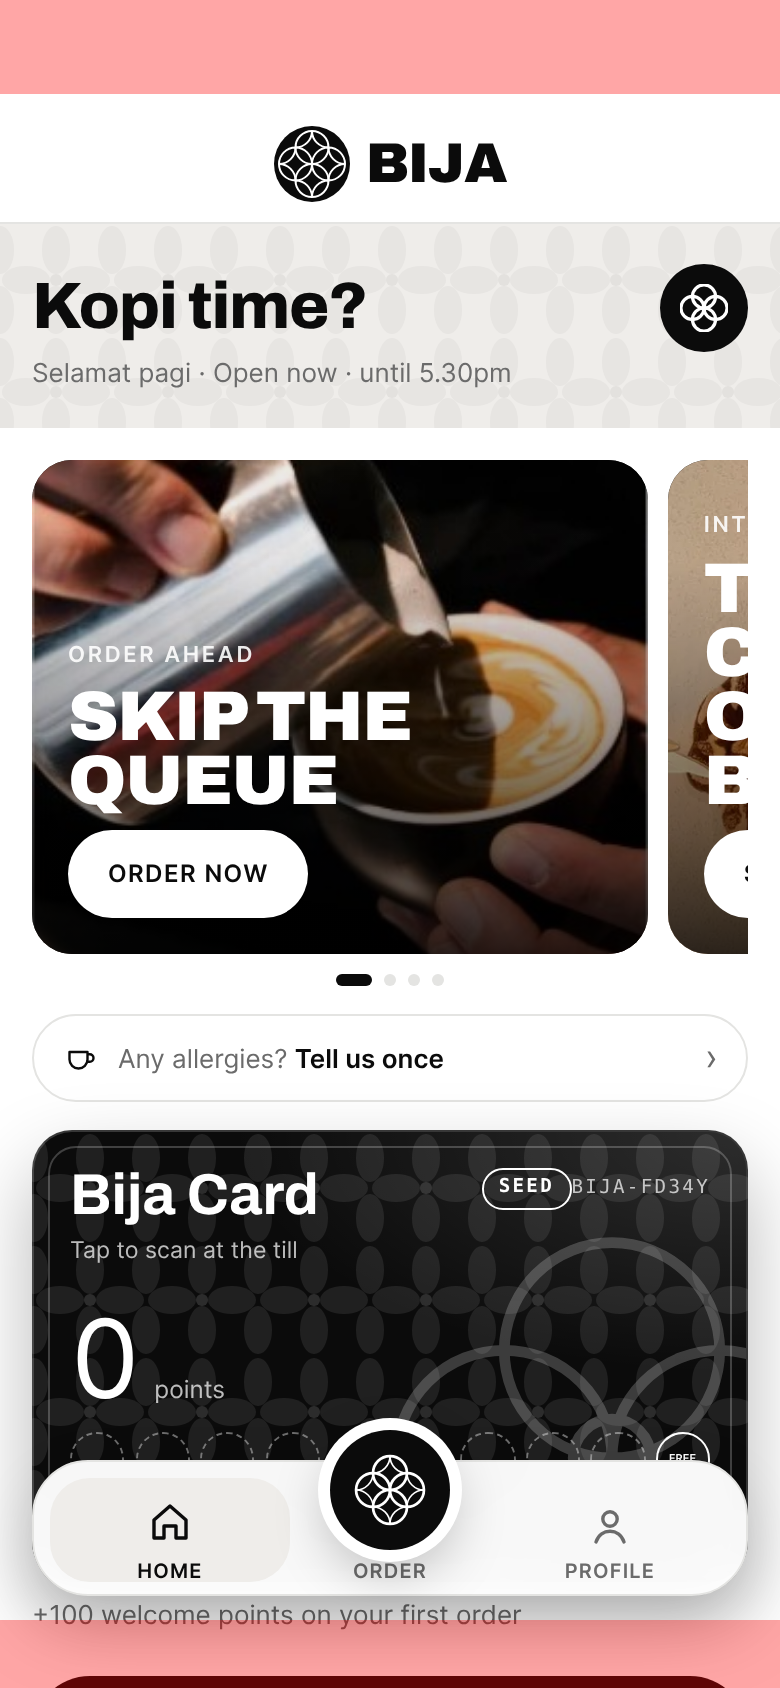 BIJA
Kopi time?
Selamat pagi · Open now · until 5.30pm
ORDER AHEAD
SKIP THE
QUEUE
ORDER NOW
INT
T
C
O
B
Any allergies? Tell us once
Bija Card
SEED BIJA-FD34Y
Tap to scan at the till
0 points
FREE
HOME
ORDER
PROFILE
+100 welcome points on your first order